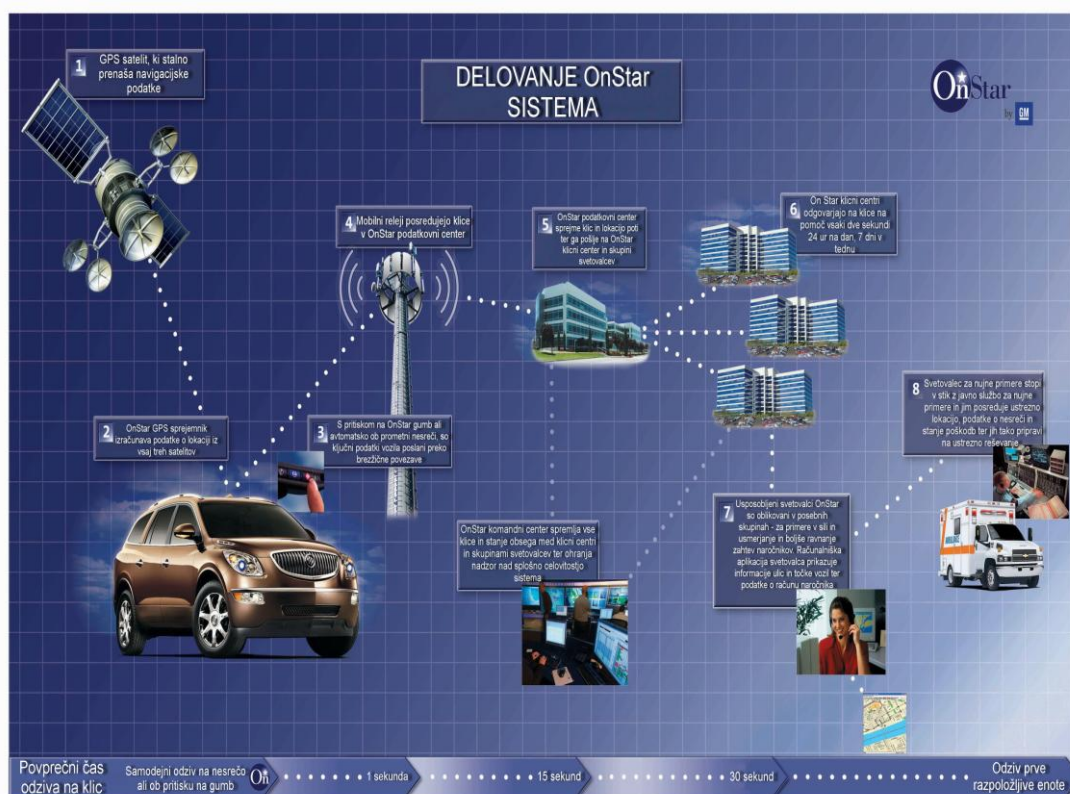 DELOVANJE OnStar
SISTEMA
OnStar
by GM
1
GPS satelit, ki stalno
prenaša navigacijske
podatke
2
OnStar GPS sprejemnik
izračunava podatke o lokaciji iz
vsaj treh satelitov
3
S pritiskom na OnStar gumb ali
avtomatsko ob prometni nesreči, so
ključni podatki vozila poslani preko
brezžične povezave
4
Mobilni releji posredujejo klice
v OnStar podatkovni center
5
OnStar podatkovni center
sprejme klic in lokacijo poti
ter ga pošlje na OnStar
klicni center in skupini
svetovalcev
6
On Star klicni centri
odgovarjajo na klice na
pomoč vsaki dve sekundi
24 ur na dan, 7 dni v
tednu
OnStar komandni center spremija vse
klice in stanje obsega med klicni centri
in skupinami svetovalcev ter ohranja
nadzor nad splošno celovitostjo
sistema
7
Usposobljeni svetovalci OnStar
so oblikovani v posebnih
skupinah - za primere v sili in
usmerjanje in boljše ravnanje
zahtev naročnikov. Računalniška
aplikacija svetovalca prikazuje
informacije ulic in točke vozil ter
podatke o računu naročnika
8
Svetovalec za nujne primere stopi
v stik z javno službo za nujne
primere in jim posreduje ustrezno
lokacijo, podatke o nesreči in
stanje poškodb ter jih tako pripravi
na ustrezno reševanje
Povprečni čas
odziva na klic
Samodejni odziv na nesrečo
ali ob pritisku na gumb
On
1 sekunda
15 sekund
30 sekund
Odziv prve
razpoložljive enote